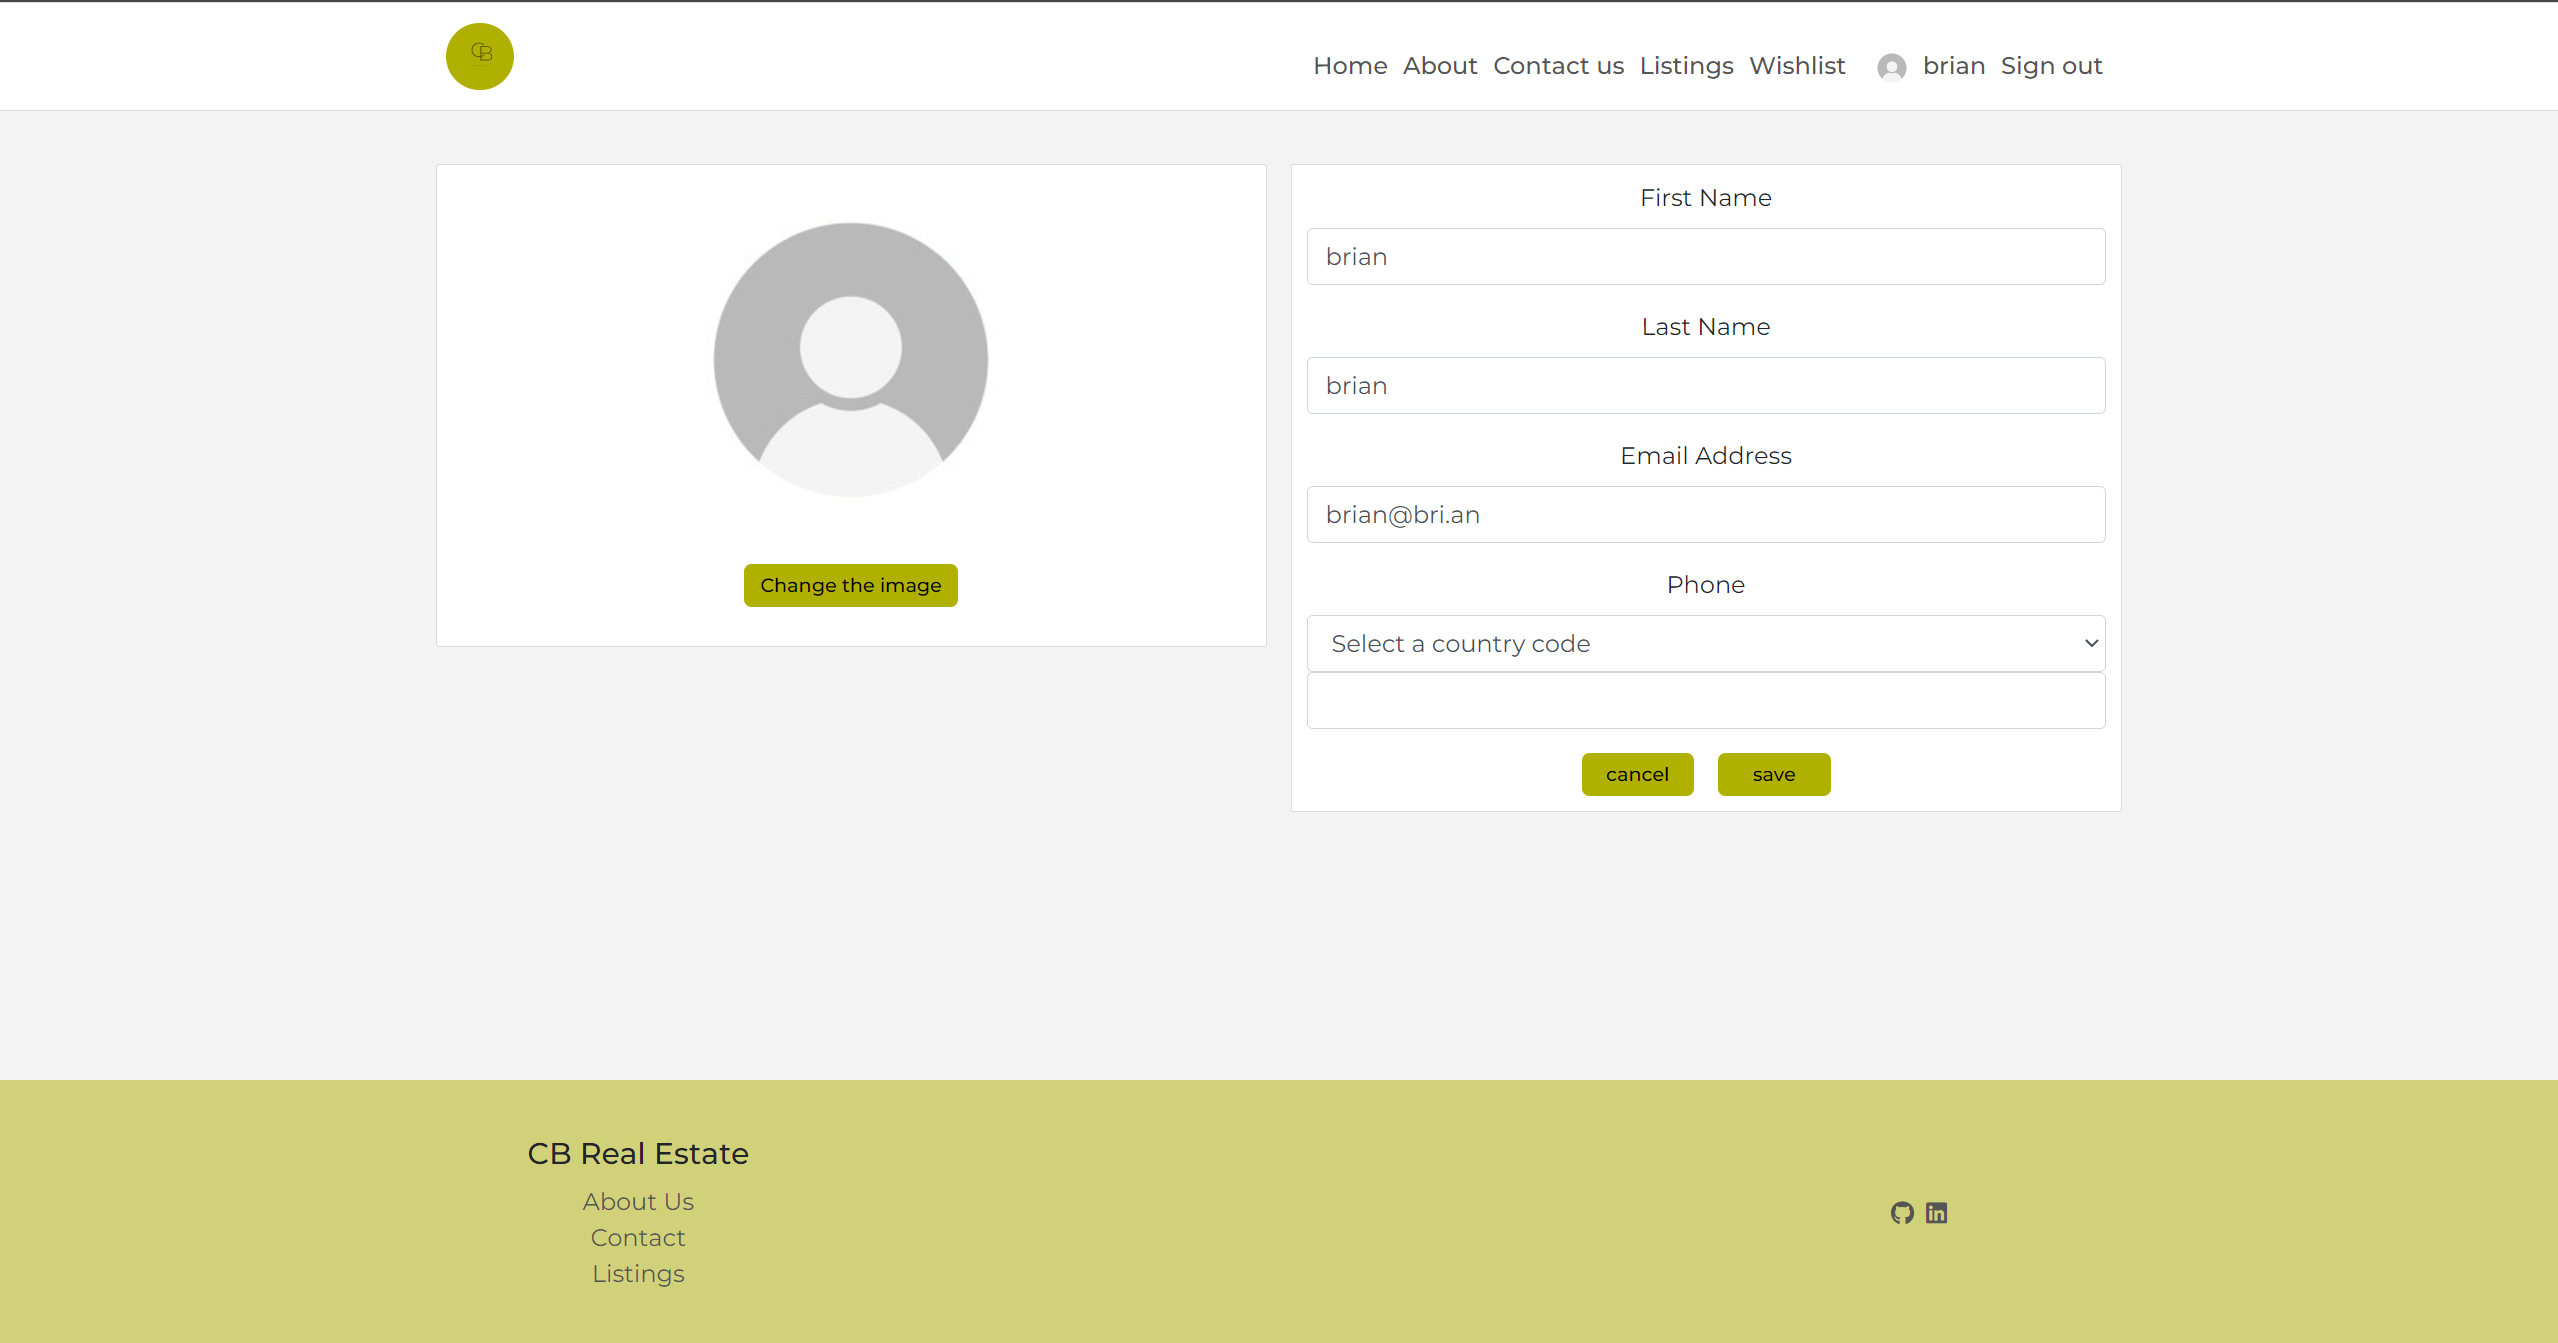 CB
Home About Contact us Listings Wishlist brian Sign out
Change the image
First Name
brian
Last Name
brian
Email Address
brian@bri.an
Phone
Select a country code
cancel save
CB Real Estate
About Us
Contact
Listings
in